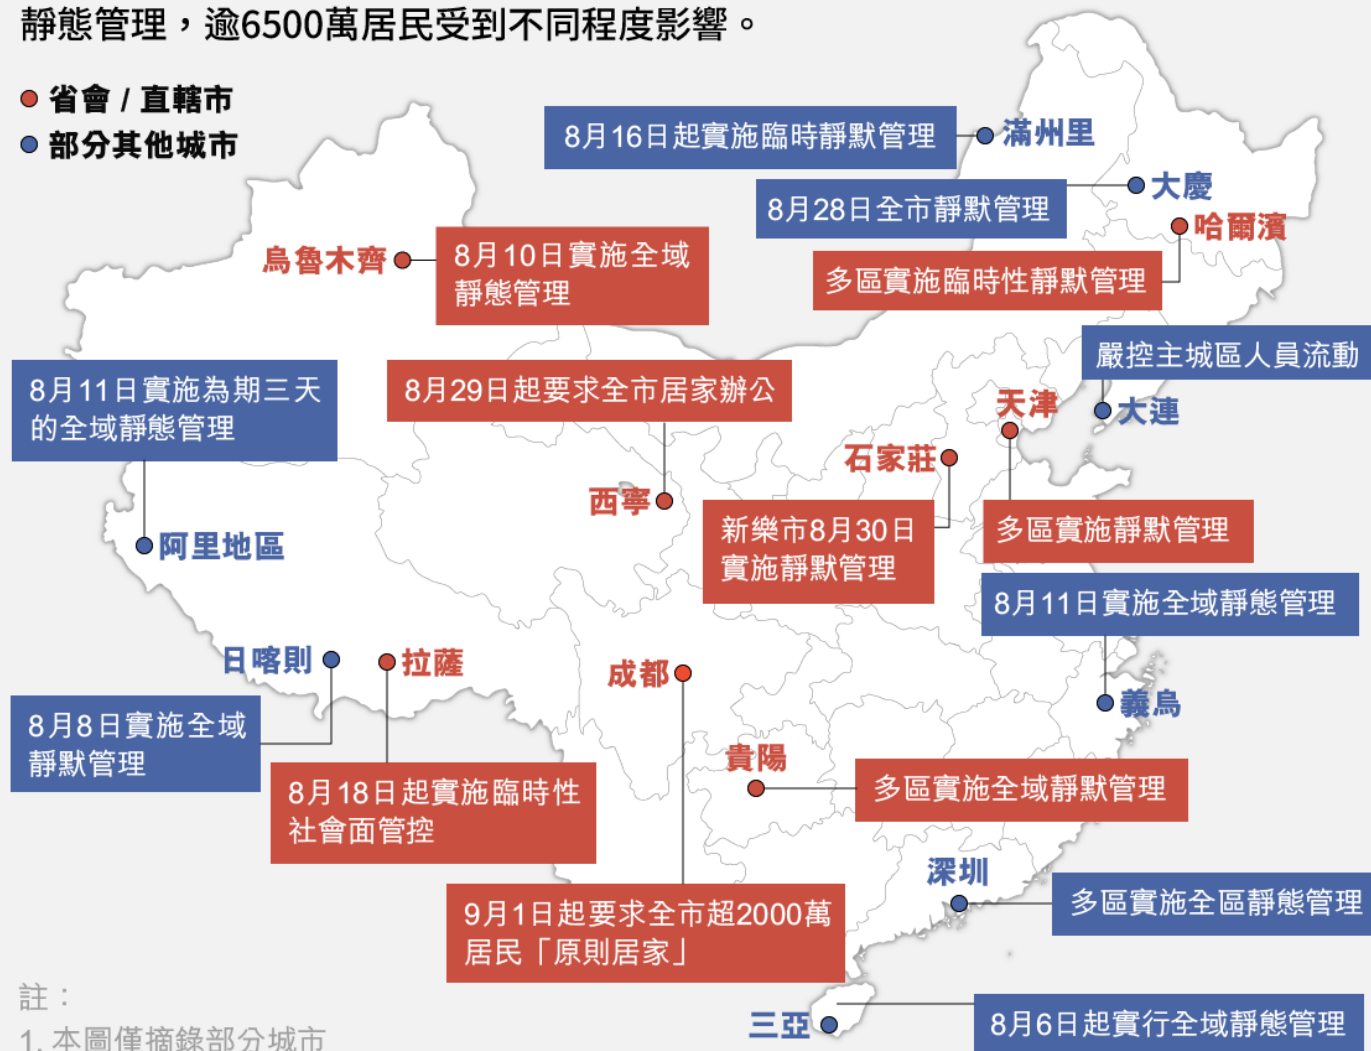 靜態管理，逾6500萬居民受到不同程度影響。
省會 / 直轄市
部分其他城市
8月16日起實施臨時靜默管理
滿州里
8月28日全市靜默管理
大慶
哈爾濱
多區實施臨時性靜默管理
烏魯木齊
8月10日實施全域
靜態管理
嚴控主城區人員流動
大連
8月11日實施為期三天
的全域靜態管理
阿里地區
8月29日起要求全市居家辦公
西寧
天津
多區實施靜默管理
石家莊
新樂市8月30日
實施靜默管理
8月11日實施全域靜態管理
義烏
日喀則
8月8日實施全域
靜默管理
拉薩
8月18日起實施臨時性
社會面管控
成都
9月1日起要求全市超2000萬
居民「原則居家」
貴陽
多區實施全域靜默管理
深圳
多區實施全區靜態管理
三亞
8月6日起實行全域靜態管理
註：
1. 本圖僅摘錄部分城市